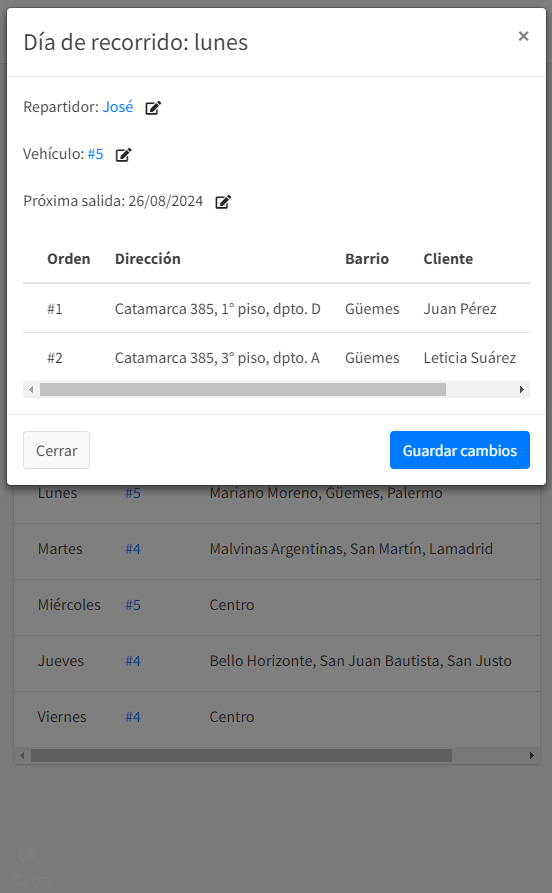 Día de recorrido: lunes ×
Repartidor: José
Vehículo: #5
Próxima salida: 26/08/2024
Orden Dirección Barrio Cliente
#1 Catamarca 385, 1° piso, dpto. D Güemes Juan Pérez
#2 Catamarca 385, 3° piso, dpto. A Güemes Leticia Suárez
Cerrar Guardar cambios
Lunes #5 Mariano Moreno, Güemes, Palermo
Martes #4 Malvinas Argentinas, San Martín, Lamadrid
Miércoles #5 Centro
Jueves #4 Bello Horizonte, San Juan Bautista, San Justo
Viernes #4 Centro